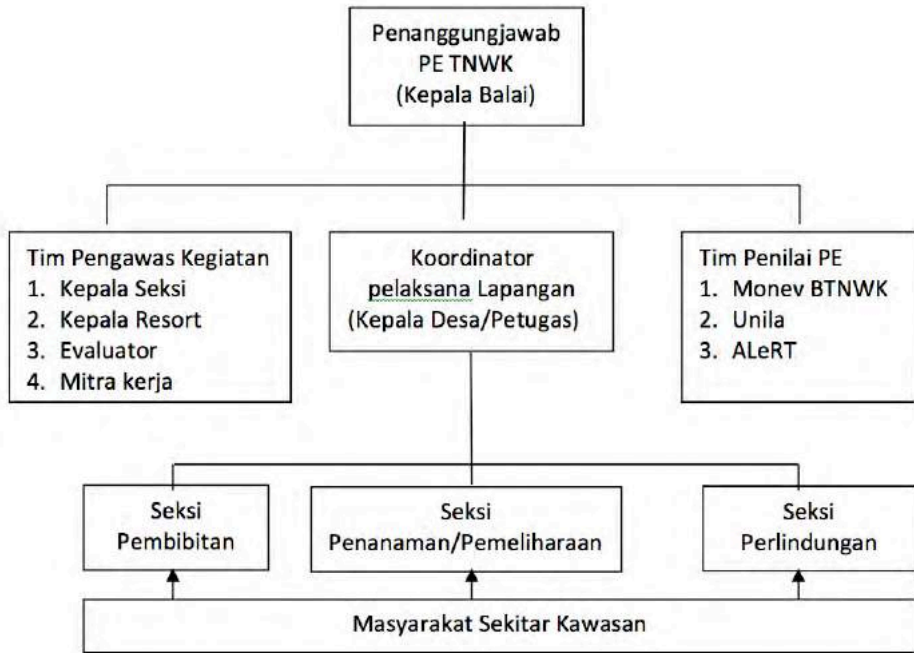 Penanggungjawab
PE TNWK
(Kepala Balai)
Tim Pengawas Kegiatan
1. Kepala Seksi
2. Kepala Resort
3. Evaluator
4. Mitra kerja
Koordinator
pelaksana Lapangan
(Kepala Desa/Petugas)
Tim Penilai PE
1. Monev BTNWK
2. Unila
3. ALeRT
Seksi
Pembibitan
Seksi
Penanaman/Pemeliharaan
Seksi
Perlindungan
Masyarakat Sekitar Kawasan